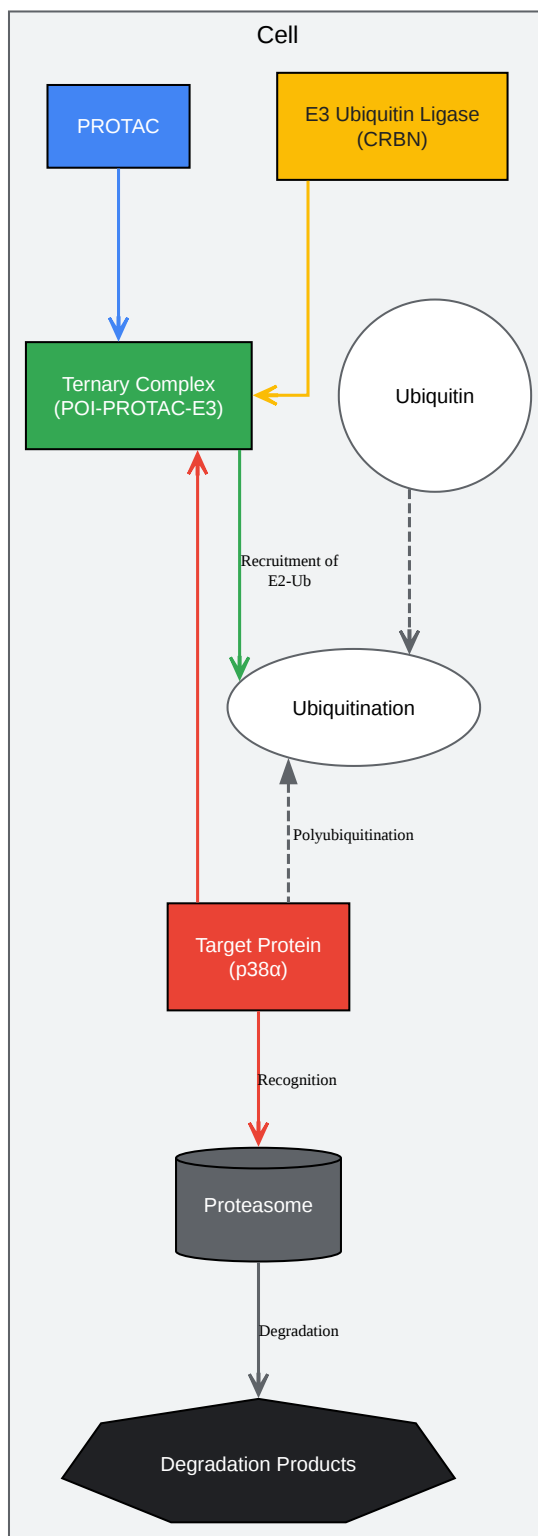 Cell
PROTAC
E3 Ubiquitin Ligase
(CRBN)
Ternary Complex
(POI-PROTAC-E3)
Ubiquitin
Recruitment of
E2-Ub
Ubiquitination
Polyubiquitination
Target Protein
(p38α)
Recognition
Proteasome
Degradation
Degradation Products